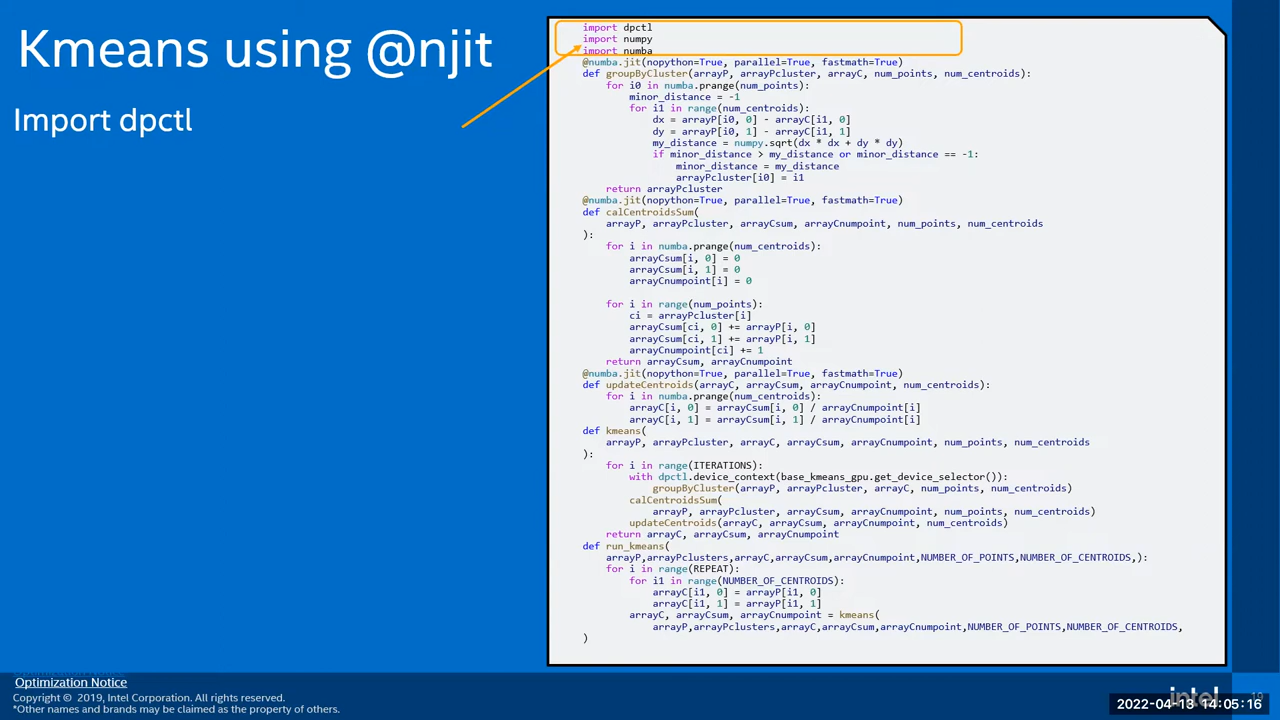 Kmeans using @njit
Import dpctl
import dpctl
import numpy
import numba
@numba.jit(nopython=True, parallel=True, fastmath=True)
def groupByCluster(arrayP, arrayPcluster, arrayC, num_points, num_centroids):
    for i0 in numba.prange(num_points):
        minor_distance = -1
        for i1 in range(num_centroids):
            dx = arrayP[i0, 0] - arrayC[i1, 0]
            dy = arrayP[i0, 1] - arrayC[i1, 1]
            my_distance = numpy.sqrt(dx * dx + dy * dy)
            if minor_distance > my_distance or minor_distance == -1:
                minor_distance = my_distance
                arrayPcluster[i0] = i1
    return arrayPcluster
@numba.jit(nopython=True, parallel=True, fastmath=True)
def calCentroidsSum(
    arrayP, arrayPcluster, arrayCsum, arrayCnumpoint, num_points, num_centroids
):
    for i in numba.prange(num_centroids):
        arrayCsum[i, 0] = 0
        arrayCsum[i, 1] = 0
        arrayCnumpoint[i] = 0
    for i in range(num_points):
        ci = arrayPcluster[i]
        arrayCsum[ci, 0] += arrayP[i, 0]
        arrayCsum[ci, 1] += arrayP[i, 1]
        arrayCnumpoint[ci] += 1
    return arrayCsum, arrayCnumpoint
@numba.jit(nopython=True, parallel=True, fastmath=True)
def updateCentroids(arrayC, arrayCsum, arrayCnumpoint, num_centroids):
    for i in numba.prange(num_centroids):
        arrayC[i, 0] = arrayCsum[i, 0] / arrayCnumpoint[i]
        arrayC[i, 1] = arrayCsum[i, 1] / arrayCnumpoint[i]
def kmeans(
    arrayP, arrayPcluster, arrayC, arrayCsum, arrayCnumpoint, num_points, num_centroids
):
    for i in range(ITERATIONS):
        with dpctl.device_context(base_kmeans_gpu.get_device_selector()):
            groupByCluster(arrayP, arrayPcluster, arrayC, num_points, num_centroids)
        calCentroidsSum(
            arrayP, arrayPcluster, arrayCsum, arrayCnumpoint, num_points, num_centroids)
        updateCentroids(arrayC, arrayCsum, arrayCnumpoint, num_centroids)
    return arrayC, arrayCsum, arrayCnumpoint
def run_kmeans(
    arrayP,arrayPclusters,arrayC,arrayCsum,arrayCnumpoint,NUMBER_OF_POINTS,NUMBER_OF_CENTROIDS,):
    for i in range(REPEAT):
        for i1 in range(NUMBER_OF_CENTROIDS):
            arrayC[i1, 0] = arrayP[i1, 0]
            arrayC[i1, 1] = arrayP[i1, 1]
        arrayC, arrayCsum, arrayCnumpoint = kmeans(
            arrayP,arrayPclusters,arrayC,arrayCsum,arrayCnumpoint,NUMBER_OF_POINTS,NUMBER_OF_CENTROIDS,
)
Optimization Notice
Copyright © 2019, Intel Corporation. All rights reserved.
*Other names and brands may be claimed as the property of others.
intel
2022-04-13 14:05:16